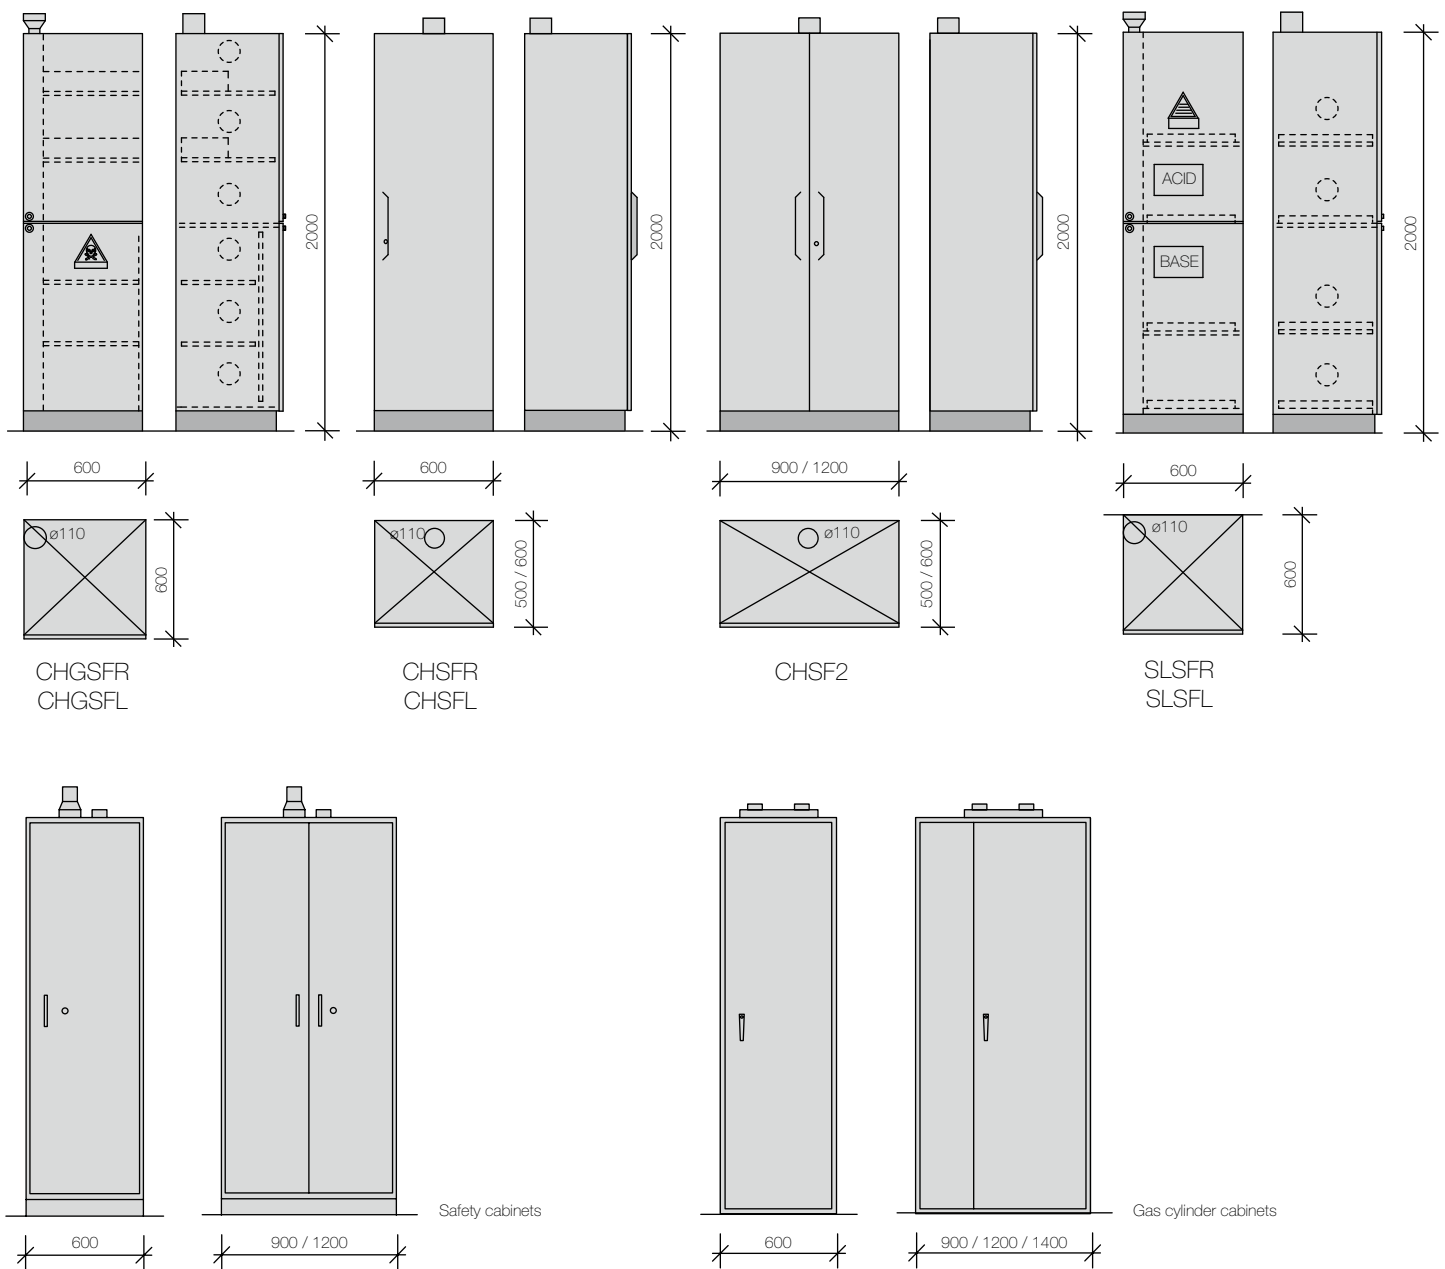 2000
2000
2000
2000
ACID
BASE
600
600
900 / 1200
600
ø110
600
ø110
500 / 600
ø110
500 / 600
ø110
600
CHGSFR
CHGSFL
CHSFR
CHSFL
CHSF2
SLSFR
SLSFL
Safety cabinets
Gas cylinder cabinets
600
900 / 1200
600
900 / 1200 / 1400